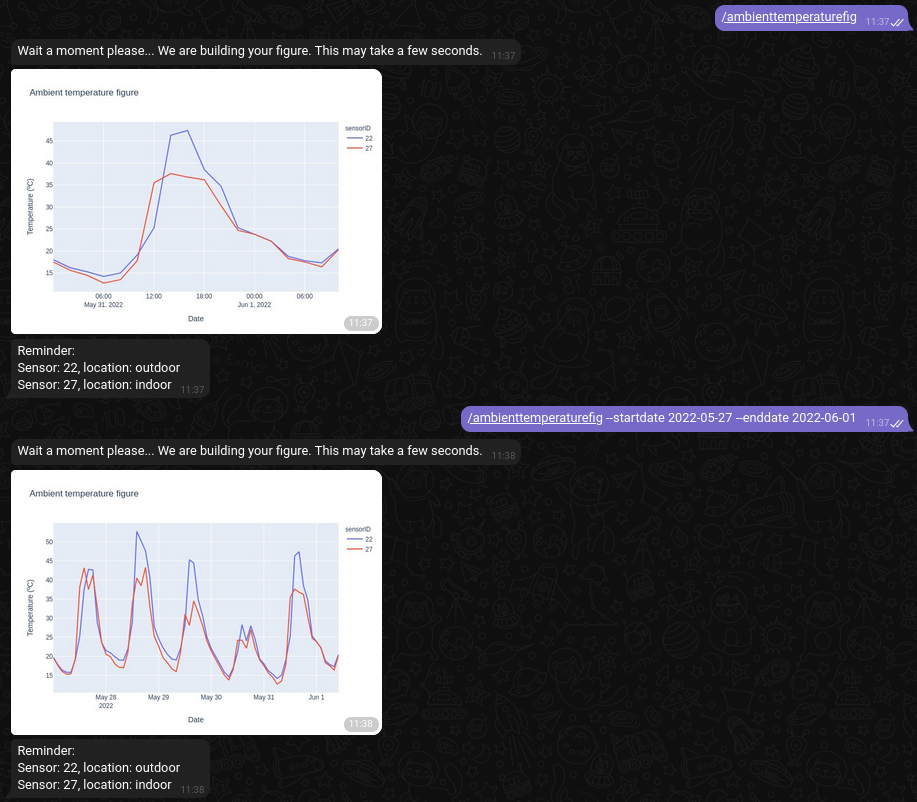 /ambienttemperaturefig 11:37
Wait a moment please... We are building your figure. This may take a few seconds. 11:37
Ambient temperature figure
sensorID
22
27
45
40
35
30
25
20
15
Temperature (ºC)
06:00 12:00 18:00 00:00 06:00
May 31, 2022 Jun 1, 2022
Date
11:37
Reminder:
Sensor: 22, location: outdoor
Sensor: 27, location: indoor 11:37
/ambienttemperaturefig --startdate 2022-05-27 --enddate 2022-06-01 11:37
Wait a moment please... We are building your figure. This may take a few seconds. 11:38
Ambient temperature figure
sensorID
22
27
50
45
40
35
30
25
20
15
Temperature (ºC)
May 28 May 29 May 30 May 31 Jun 1
2022
Date
11:38
Reminder:
Sensor: 22, location: outdoor
Sensor: 27, location: indoor 11:38